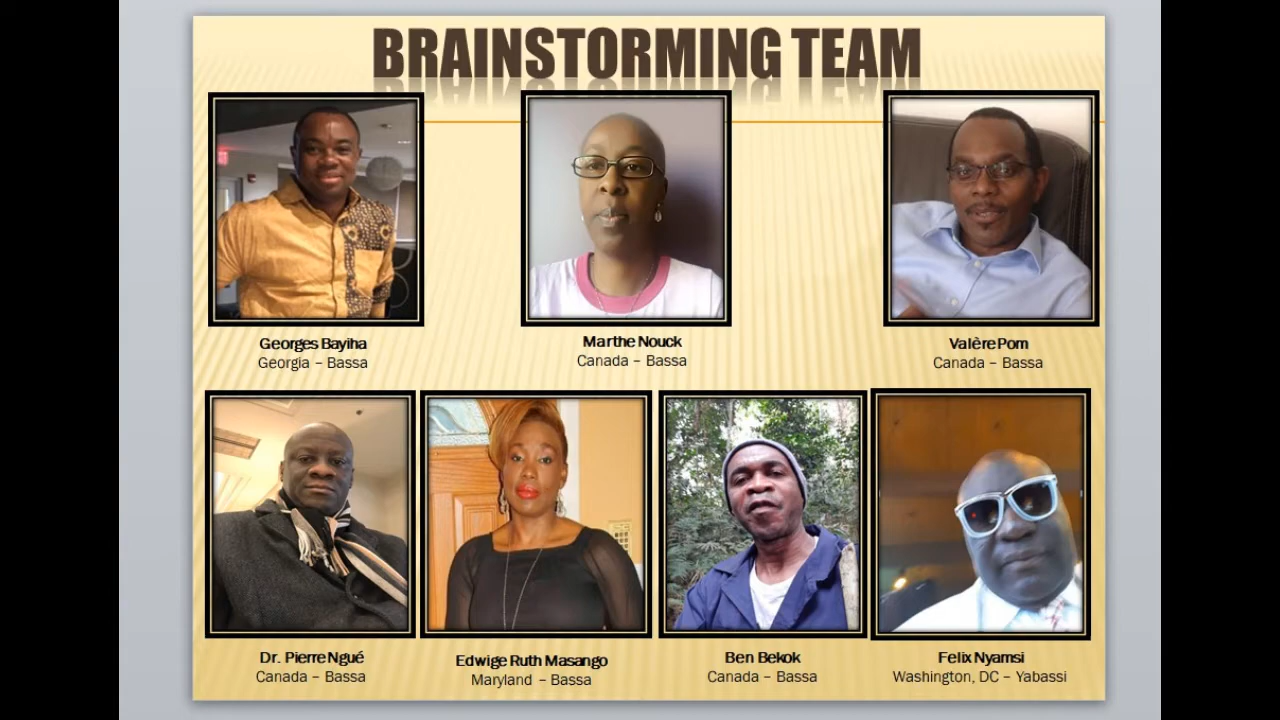 BRAINSTORMING TEAM
Georges Bayiha
Georgia – Bassa
Marthe Nouck
Canada – Bassa
Valère Pom
Canada – Bassa
Dr. Pierre Ngué
Canada – Bassa
Edwige Ruth Masango
Maryland – Bassa
Ben Bekok
Canada – Bassa
Felix Nyamsi
Washington, DC – Yabassi